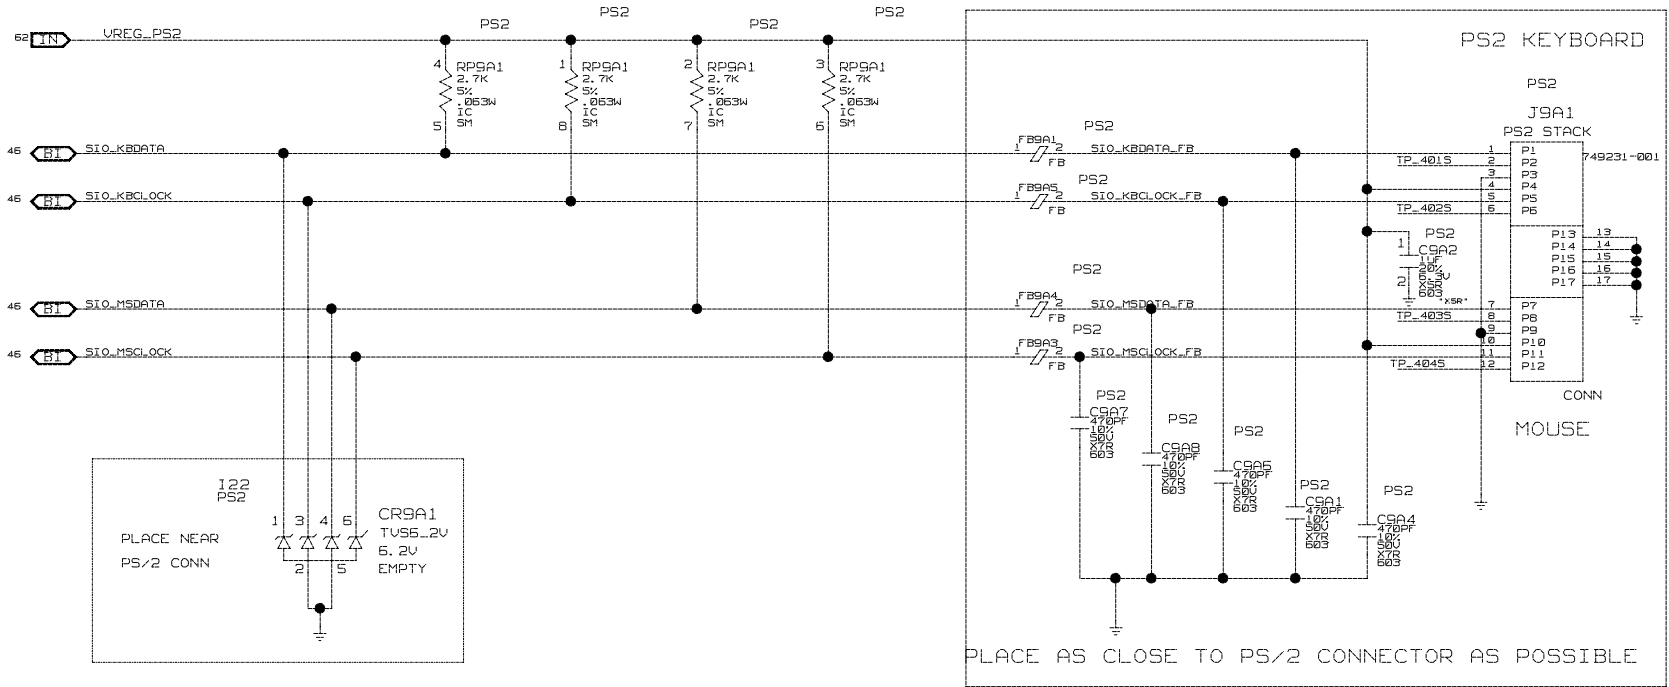 PS2 PS2 PS2 PS2
62 IN VREG_PS2
PS2 KEYBOARD
4 RP9A1
2.7K
5%
.063W
IC
SM
5
1 RP9A1
2.7K
5%
.063W
IC
SM
8
2 RP9A1
2.7K
5%
.063W
IC
SM
7
3 RP9A1
2.7K
5%
.063W
IC
SM
6
46 BI SIO_KBDATA
46 BI SIO_KBCLOCK
46 BI SIO_MSDATA
46 BI SIO_MSCLOCK
PS2
FB9A1
1 2
FB
SIO_KBDATA_FB
PS2
FB9A5
1 2
FB
SIO_KBCLOCK_FB
PS2
FB9A4
1 2
FB
SIO_MSDATA_FB
PS2
FB9A3
1 2
FB
SIO_MSCLOCK_FB
PS2
J9A1
PS2 STACK
749231-001
1 P1
TP_401S 2 P2
3 P3
4 P4
5 P5
TP_402S 6 P6
P13 13
P14 14
P15 15
P16 16
P17 17
7 P7
TP_403S 8 P8
9 P9
10 P10
11 P11
TP_404S 12 P12
CONN
MOUSE
PS2
1 C9A2
1UF
20%
6.3V
2 X5R
603
"X5R"
PS2
C9A7
470PF
10%
50V
X7R
603
PS2
C9A8
470PF
10%
50V
X7R
603
PS2
C9A6
470PF
10%
50V
X7R
603
PS2
C9A1
470PF
10%
50V
X7R
603
PS2
C9A4
470PF
10%
50V
X7R
603
I22
PS2
1 3 4 6
CR9A1
TVS6_2V
6.2V
EMPTY
2 5
PLACE NEAR
PS/2 CONN
PLACE AS CLOSE TO PS/2 CONNECTOR AS POSSIBLE